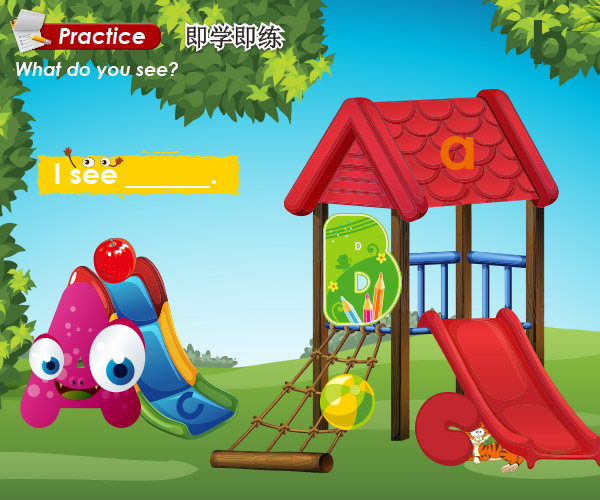 Practice 即学即练
What do you see?
b
I see ______.
a
B
D
D
A
C
C